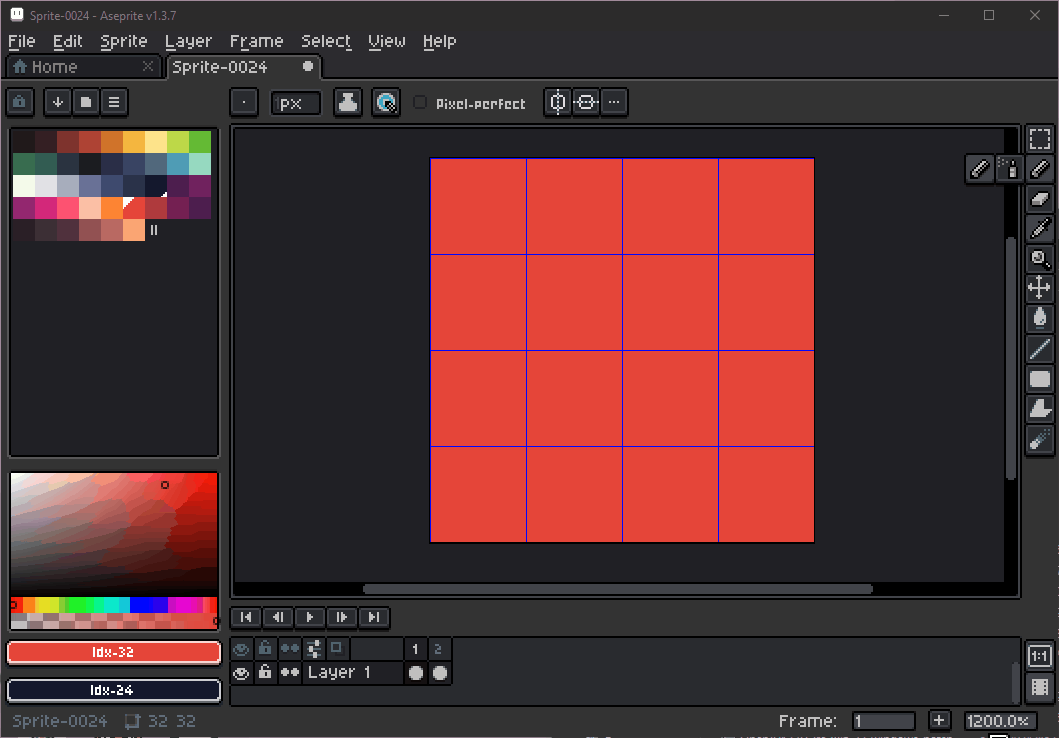 Sprite-0024 - Aseprite v1.3.7
File Edit Sprite Layer Frame Select View Help
Home
Sprite-0024
1px
Pixel-perfect
Idx-32
Idx-24
1 2
Layer 1
1:1
Sprite-0024 32 32
Frame: 1
1200.0%